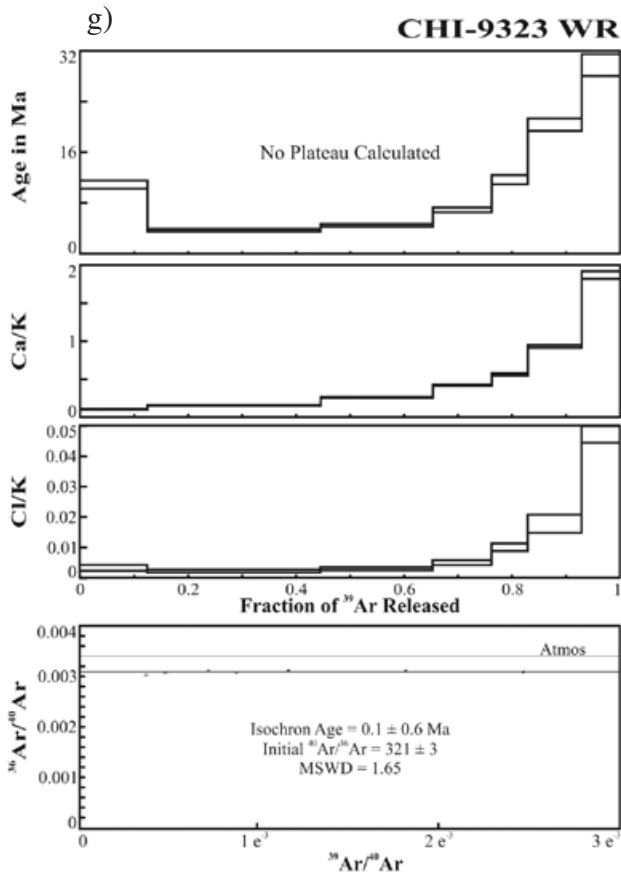 g)
CHI-9323 WR
32
16
0
Age in Ma
No Plateau Calculated
2
1
0
Ca/K
0.05
0.04
0.03
0.02
0.01
0
Cl/K
0 0.2 0.4 0.6 0.8 1
Fraction of ³⁹Ar Released
0.004
0.003
0.002
0.001
0
³⁶Ar/⁴⁰Ar
Atmos
Isochron Age = 0.1 ± 0.6 Ma
Initial ⁴⁰Ar/³⁶Ar = 321 ± 3
MSWD = 1.65
0 1 e⁻³ 2 e⁻³ 3 e⁻³
³⁹Ar/⁴⁰Ar